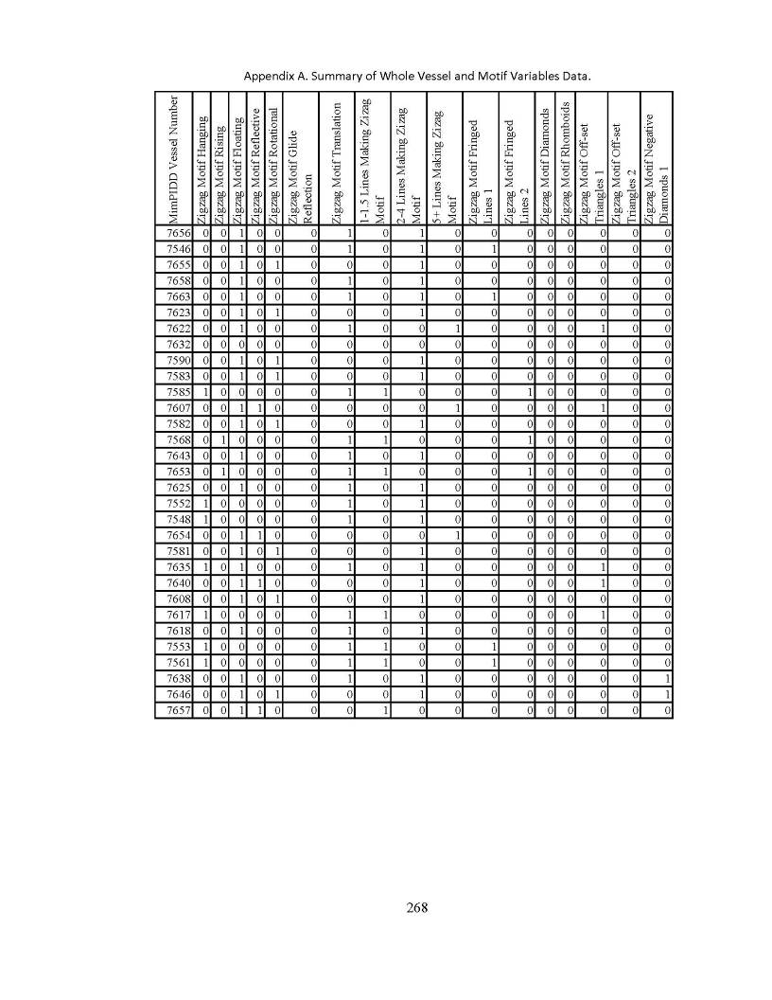 Appendix A. Summary of Whole Vessel and Motif Variables Data.
MimPIDD Vessel Number
Zigzag Motif Hanging
Zigzag Motif Rising
Zigzag Motif Floating
Zigzag Motif Reflective
Zigzag Motif Rotational
Zigzag Motif Glide
Reflection
Zigzag Motif Translation
1-1.5 Lines Making Zizag
Motif
2-4 Lines Making Zizag
Motif
5+ Lines Making Zizag
Motif
Zigzag Motif Fringed
Lines 1
Zigzag Motif Fringed
Lines 2
Zigzag Motif Diamonds
Zigzag Motif Rhomboids
Zigzag Motif Off-set
Triangles 1
Zigzag Motif Off-set
Triangles 2
Zigzag Motif Negative
Diamonds 1
7656 0 0 1 0 0 0 1 0 1 0 0 0 0 0 0 0 0
7546 0 0 1 0 0 0 1 0 1 0 1 0 0 0 0 0 0
7655 0 0 1 0 1 0 0 0 1 0 0 0 0 0 0 0 0
7658 0 0 1 0 0 0 1 0 1 0 0 0 0 0 0 0 0
7663 0 0 1 0 0 0 1 0 1 0 1 0 0 0 0 0 0
7623 0 0 1 0 1 0 0 0 1 0 0 0 0 0 0 0 0
7622 0 0 1 0 0 0 1 0 0 1 0 0 0 0 1 0 0
7632 0 0 0 0 0 0 0 0 0 0 0 0 0 0 0 0 0
7590 0 0 1 0 1 0 0 0 1 0 0 0 0 0 0 0 0
7583 0 0 1 0 1 0 0 0 1 0 0 0 0 0 0 0 0
7585 1 0 0 0 0 0 1 1 0 0 0 1 0 0 0 0 0
7607 0 0 1 1 0 0 0 0 0 1 0 0 0 0 1 0 0
7582 0 0 1 0 1 0 0 0 1 0 0 0 0 0 0 0 0
7568 0 1 0 0 0 0 1 1 0 0 0 1 0 0 0 0 0
7643 0 0 1 0 0 0 1 0 1 0 0 0 0 0 0 0 0
7653 0 1 0 0 0 0 1 1 0 0 0 1 0 0 0 0 0
7625 0 0 1 0 0 0 1 0 1 0 0 0 0 0 0 0 0
7552 1 0 0 0 0 0 1 0 1 0 0 0 0 0 0 0 0
7548 1 0 0 0 0 0 1 0 1 0 0 0 0 0 0 0 0
7654 0 0 1 1 0 0 0 0 0 1 0 0 0 0 0 0 0
7581 0 0 1 0 1 0 0 0 1 0 0 0 0 0 0 0 0
7635 1 0 1 0 0 0 1 0 1 0 0 0 0 0 1 0 0
7640 0 0 1 1 0 0 0 0 1 0 0 0 0 0 1 0 0
7608 0 0 1 0 1 0 0 0 1 0 0 0 0 0 0 0 0
7617 1 0 0 0 0 0 1 1 0 0 0 0 0 0 1 0 0
7618 0 0 1 0 0 0 1 0 1 0 0 0 0 0 0 0 0
7553 1 0 0 0 0 0 1 1 0 0 1 0 0 0 0 0 0
7561 1 0 0 0 0 0 1 1 0 0 1 0 0 0 0 0 0
7638 0 0 1 0 0 0 1 0 1 0 0 0 0 0 0 0 1
7646 0 0 1 0 1 0 0 0 1 0 0 0 0 0 0 0 1
7657 0 0 1 1 0 0 0 1 0 0 0 0 0 0 0 0 0
268